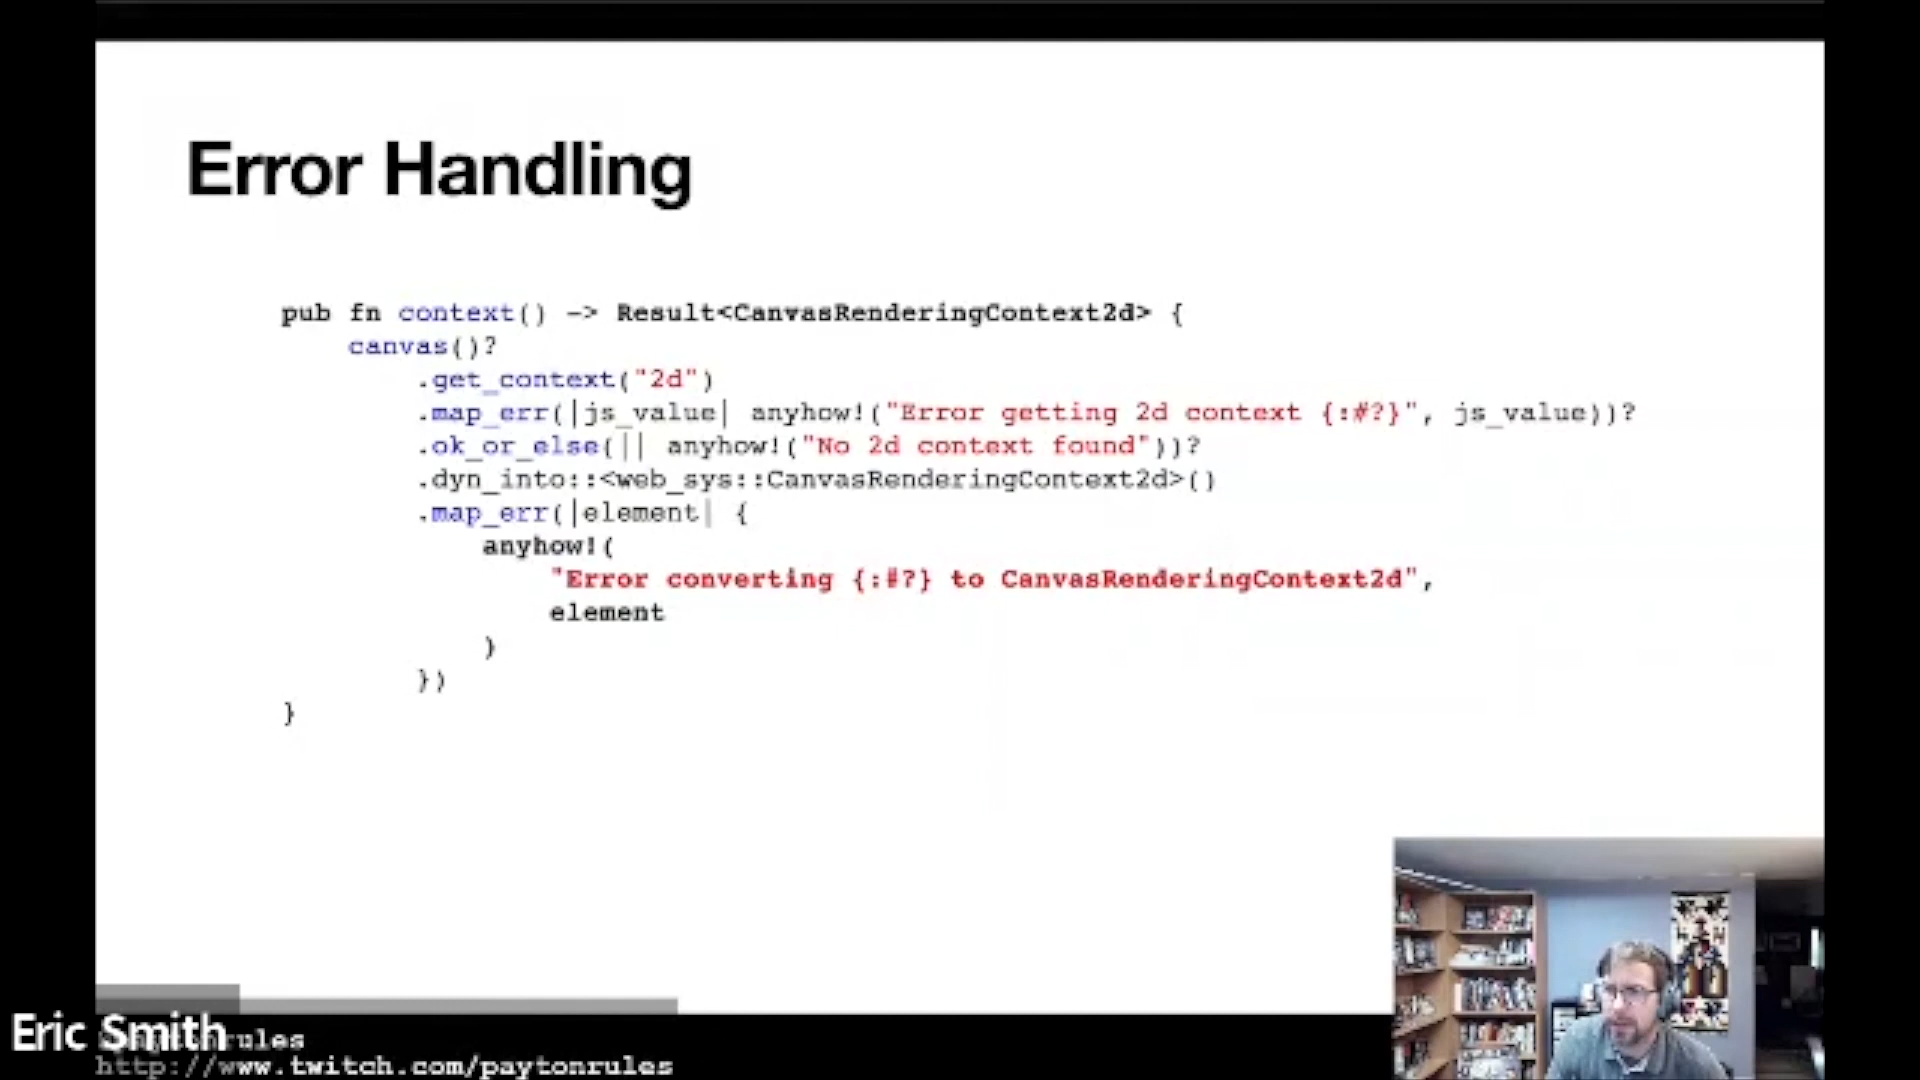 Error Handling
pub fn context() -> Result<CanvasRenderingContext2d> {
canvas()?
.get_context("2d")
.map_err(|js_value| anyhow!("Error getting 2d context {:#?}", js_value))?
.ok_or_else(|| anyhow!("No 2d context found"))?
.dyn_into::<web_sys::CanvasRenderingContext2d>()
.map_err(|element| {
anyhow!(
"Error converting {:#?} to CanvasRenderingContext2d",
element
)
})
}
Eric Smith
http://www.twitch.com/paytonrules